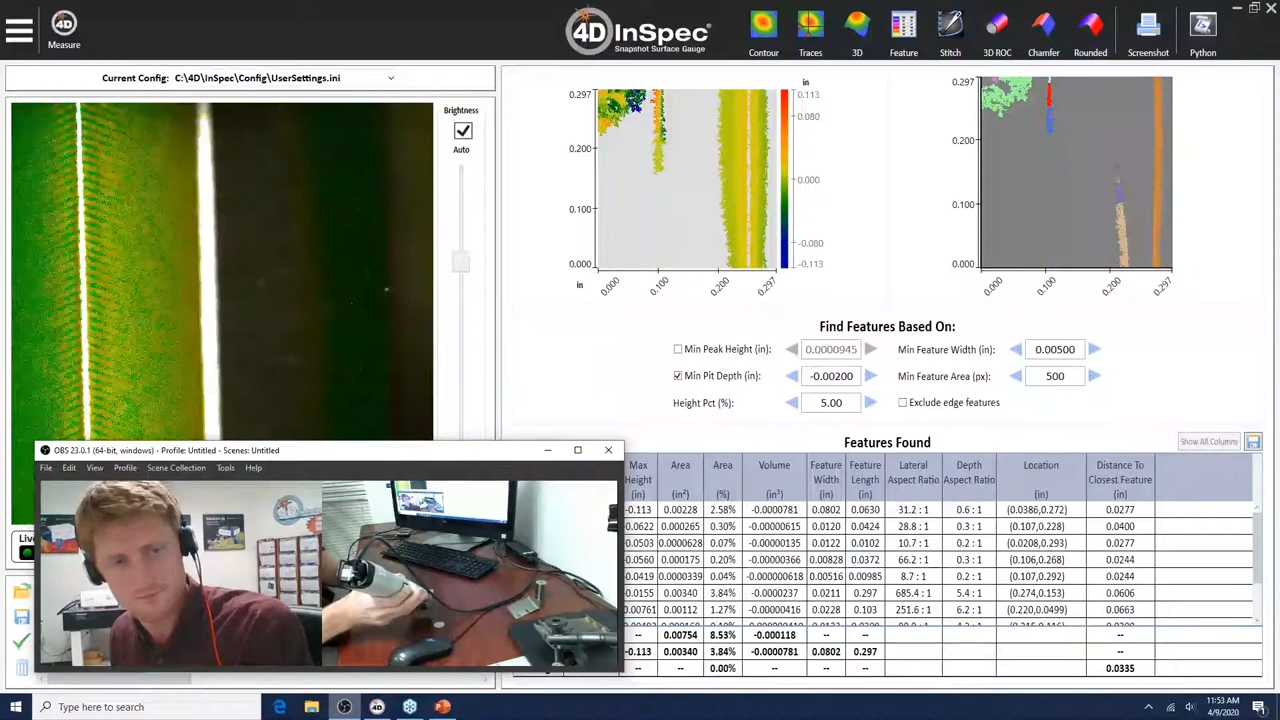 4D
Measure
4D InSpec®
Snapshot Surface Gauge
Contour
Traces
3D
Feature
Stitch
3D ROC
Chamfer
Rounded
Screenshot
Python
Current Config: C:\4D\InSpec\Config\UserSettings.ini
Brightness
Auto
in
0.297
0.200
0.100
0.000
in
0.000
0.100
0.200
0.297
0.113
0.080
0.000
-0.080
-0.113
in
0.297
0.200
0.100
0.000
0.000
0.100
0.200
0.297
Find Features Based On:
Min Peak Height (in): 0.0000945
Min Feature Width (in): 0.00500
Min Pit Depth (in): -0.00200
Min Feature Area (px): 500
Height Pct (%): 5.00
Exclude edge features
Features Found
Show All Columns
Max Height (in) Area (in²) Area (%) Volume (in³) Feature Width (in) Feature Length (in) Lateral Aspect Ratio Depth Aspect Ratio Location (in) Distance To Closest Feature (in)
-0.113 0.00228 2.58% -0.0000781 0.0802 0.0630 31.2 : 1 0.6 : 1 (0.0386,0.272) 0.0277
-0.0622 0.000265 0.30% -0.00000615 0.0120 0.0424 28.8 : 1 0.3 : 1 (0.107,0.228) 0.0400
-0.0503 0.0000628 0.07% -0.00000135 0.0122 0.0102 10.7 : 1 0.2 : 1 (0.0208,0.293) 0.0277
-0.0560 0.000175 0.20% -0.00000366 0.00828 0.0372 66.2 : 1 0.3 : 1 (0.106,0.268) 0.0244
-0.0419 0.0000339 0.04% -0.000000618 0.00516 0.00985 8.7 : 1 0.2 : 1 (0.107,0.292) 0.0244
-0.0155 0.00340 3.84% -0.0000237 0.0211 0.297 685.4 : 1 5.4 : 1 (0.274,0.153) 0.0606
-0.00761 0.00112 1.27% -0.00000416 0.0228 0.103 251.6 : 1 6.2 : 1 (0.220,0.0499) 0.0663
-- 0.00754 8.53% -0.000118 -- -- --
-0.113 0.00340 3.84% -0.0000781 0.0802 0.297 --
-- -- 0.00% -- -- -- 0.0335
OBS 23.0.1 (64-bit, windows) - Profile: Untitled - Scenes: Untitled
File Edit View Profile Scene Collection Tools Help
Type here to search
11:53 AM
4/9/2020